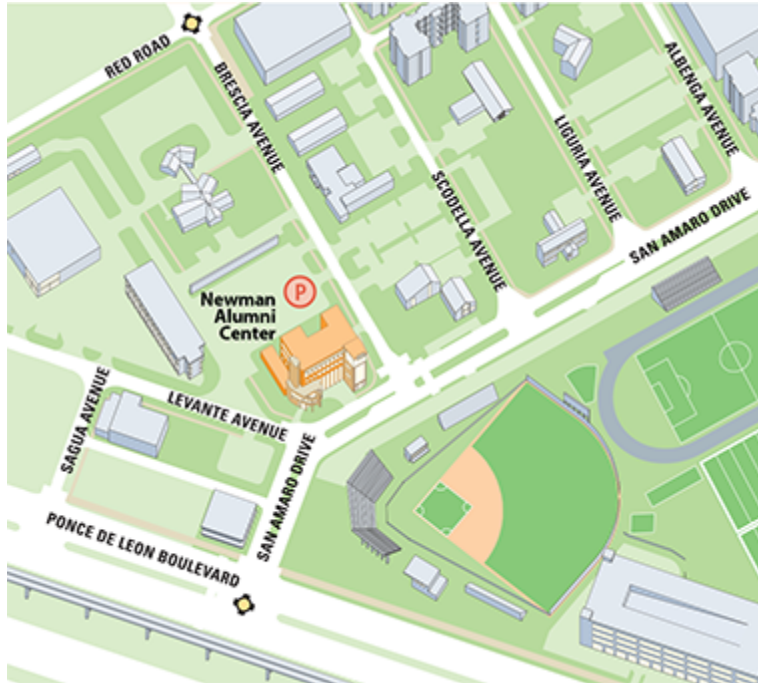 RED ROAD
BRESCIA AVENUE
SCODELLA AVENUE
LIGURIA AVENUE
ALBENGA AVENUE
SAN AMARO DRIVE
P
Newman
Alumni
Center
LEVANTE AVENUE
SAGUA AVENUE
SAN AMARO DRIVE
PONCE DE LEON BOULEVARD